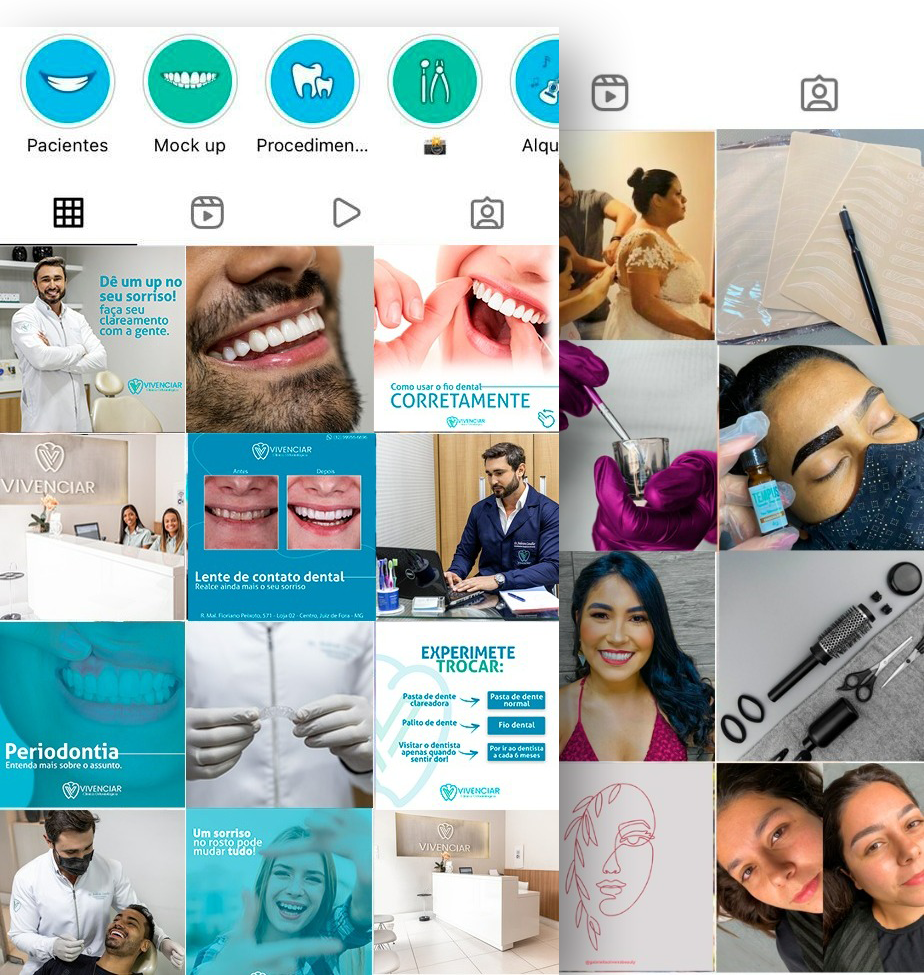 Pacientes
Mock up
Procedimen...
Alqu
Dê um up no
seu sorriso!
faça seu
clareamento
com a gente.
VIVENCIAR
Como usar o fio dental
CORRETAMENTE
VIVENCIAR
VIVENCIAR
VIVENCIAR
Clínica Odontológica
Antes
Depois
Lente de contato dental
Realce ainda mais o seu sorriso
R. Mal. Floriano Peixoto, 571 - Loja 02 - Centro, Juiz de Fora - MG
TEMPUS
Periodontia
Entenda mais sobre o assunto.
VIVENCIAR
EXPERIMETE
TROCAR:
Pasta de dente
clareadora
Pasta de dente
normal
Palito de dente
Fio dental
Visitar o dentista
apenas quando
sentir dor!
Por ir ao dentista
a cada 6 meses
VIVENCIAR
Um sorriso
no rosto pode
mudar tudo!
VIVENCIAR